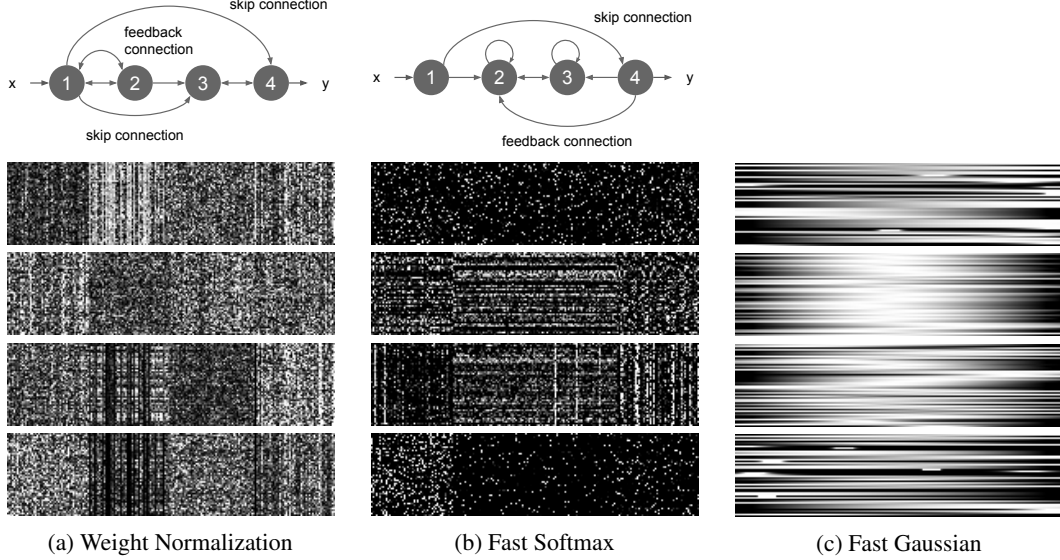 skip connection
feedback
connection
x 1 2 3 4 y
skip connection
skip connection
x 1 2 3 4 y
feedback connection
(a) Weight Normalization
(b) Fast Softmax
(c) Fast Gaussian